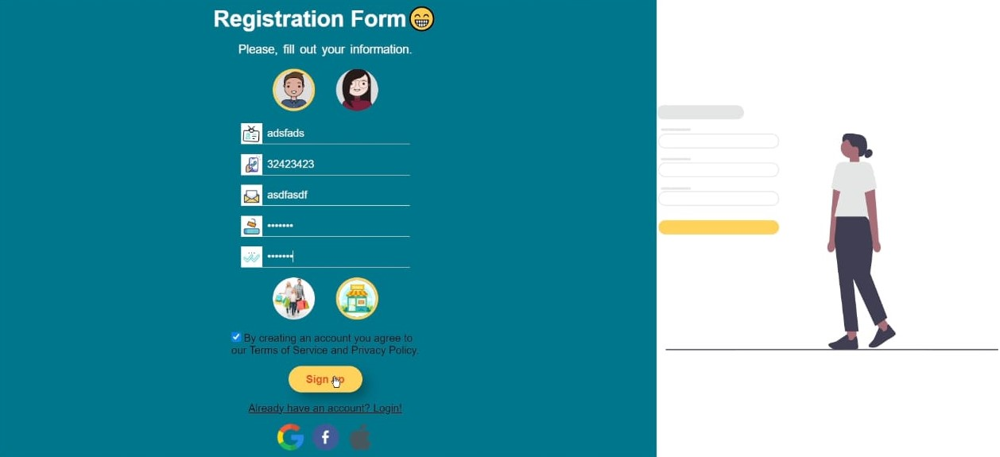 Registration Form
Please, fill out your information.
adsfads
32423423
asdfasdf
•••••••
•••••••
By creating an account you agree to
our Terms of Service and Privacy Policy.
Sign up
Already have an account? Login!